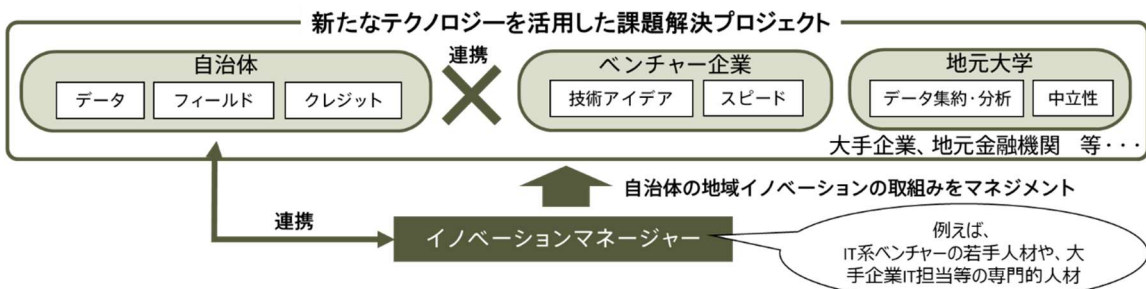 新たなテクノロジーを活用した課題解決プロジェクト
自治体
データ
フィールド
クレジット
連携
ベンチャー企業
技術アイデア
スピード
地元大学
データ集約・分析
中立性
大手企業、地元金融機関　等・・・
自治体の地域イノベーションの取組みをマネジメント
連携
イノベーションマネージャー
例えば、
IT系ベンチャーの若手人材や、大
手企業IT担当等の専門的人材